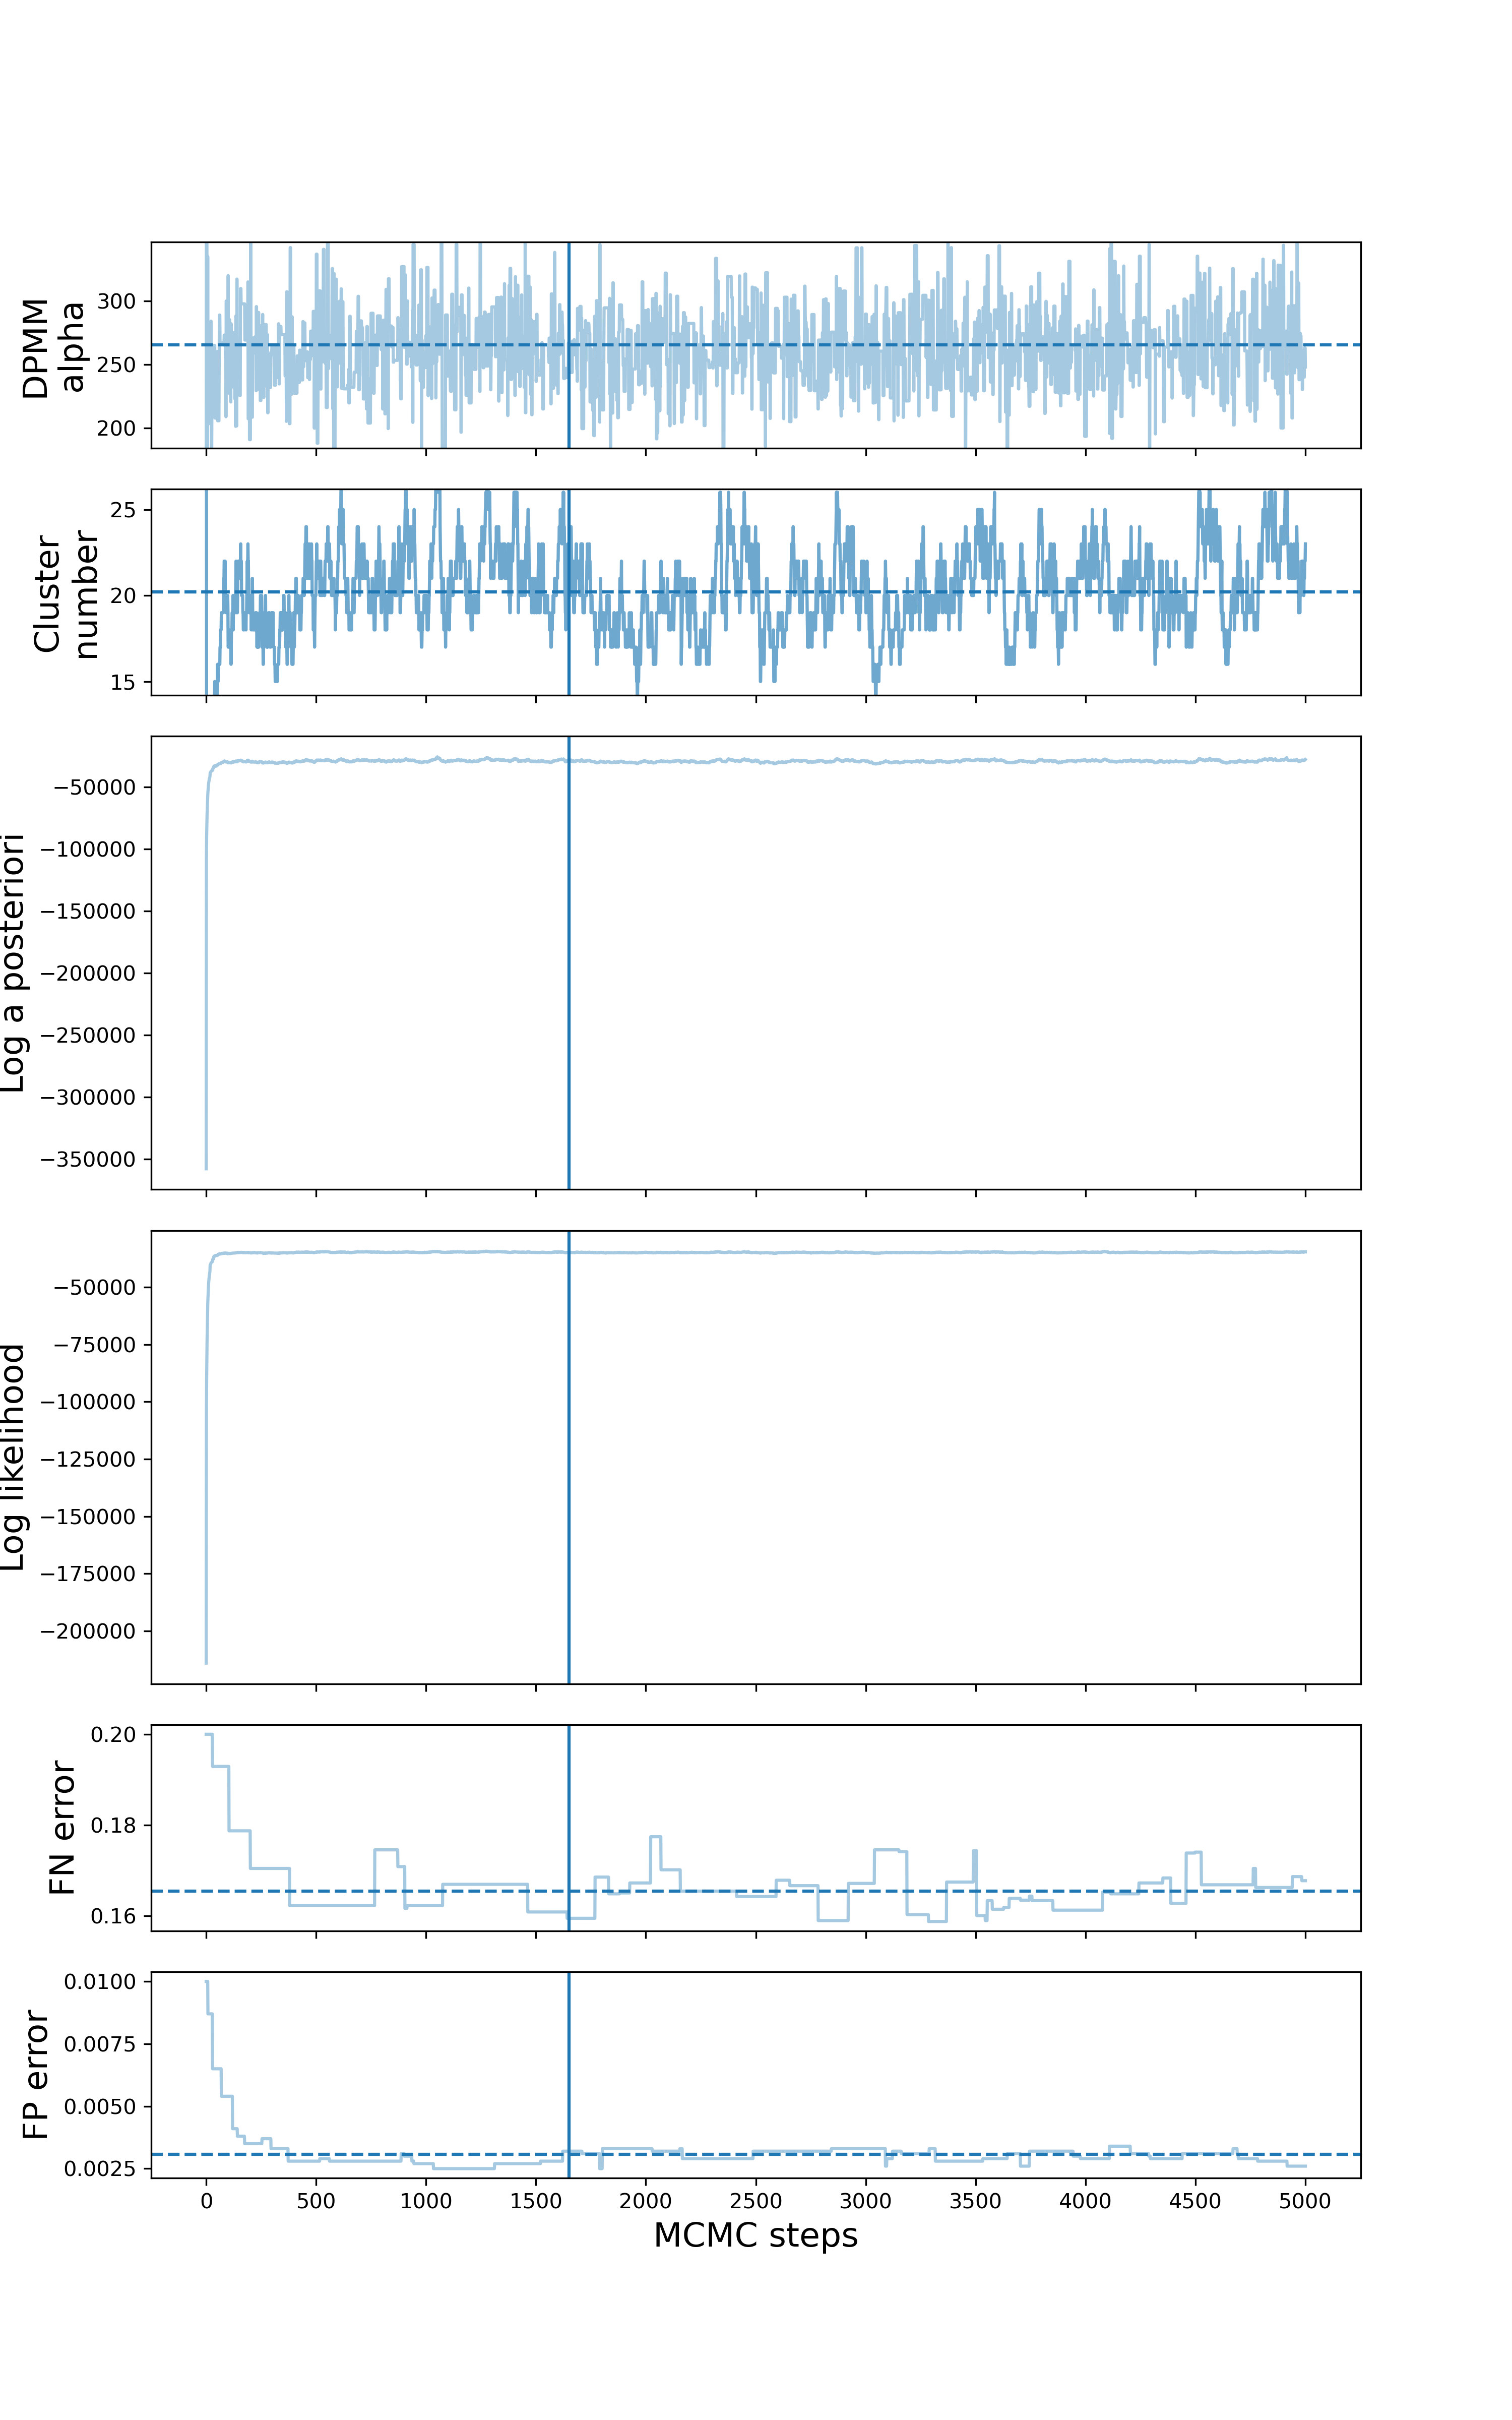 DPMM
alpha
300
250
200
Cluster
number
25
20
15
Log a posteriori
−50000
−100000
−150000
−200000
−250000
−300000
−350000
Log likelihood
−50000
−75000
−100000
−125000
−150000
−175000
−200000
FN error
0.20
0.18
0.16
FP error
0.0100
0.0075
0.0050
0.0025
0 500 1000 1500 2000 2500 3000 3500 4000 4500 5000
MCMC steps